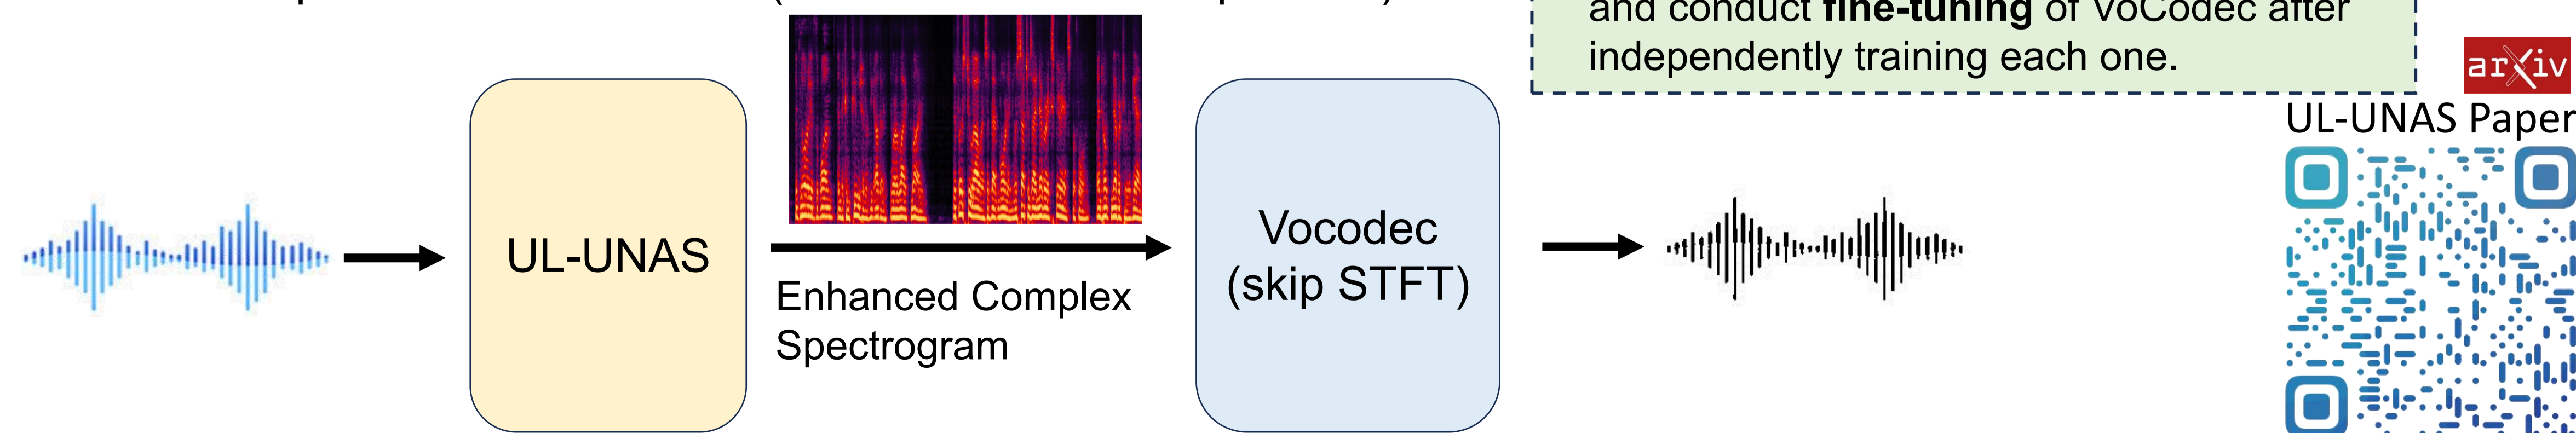 and conduct fine-tuning of VoCodec after
independently training each one.
arXiv
UL-UNAS Paper
UL-UNAS
Enhanced Complex
Spectrogram
Vocodec
(skip STFT)